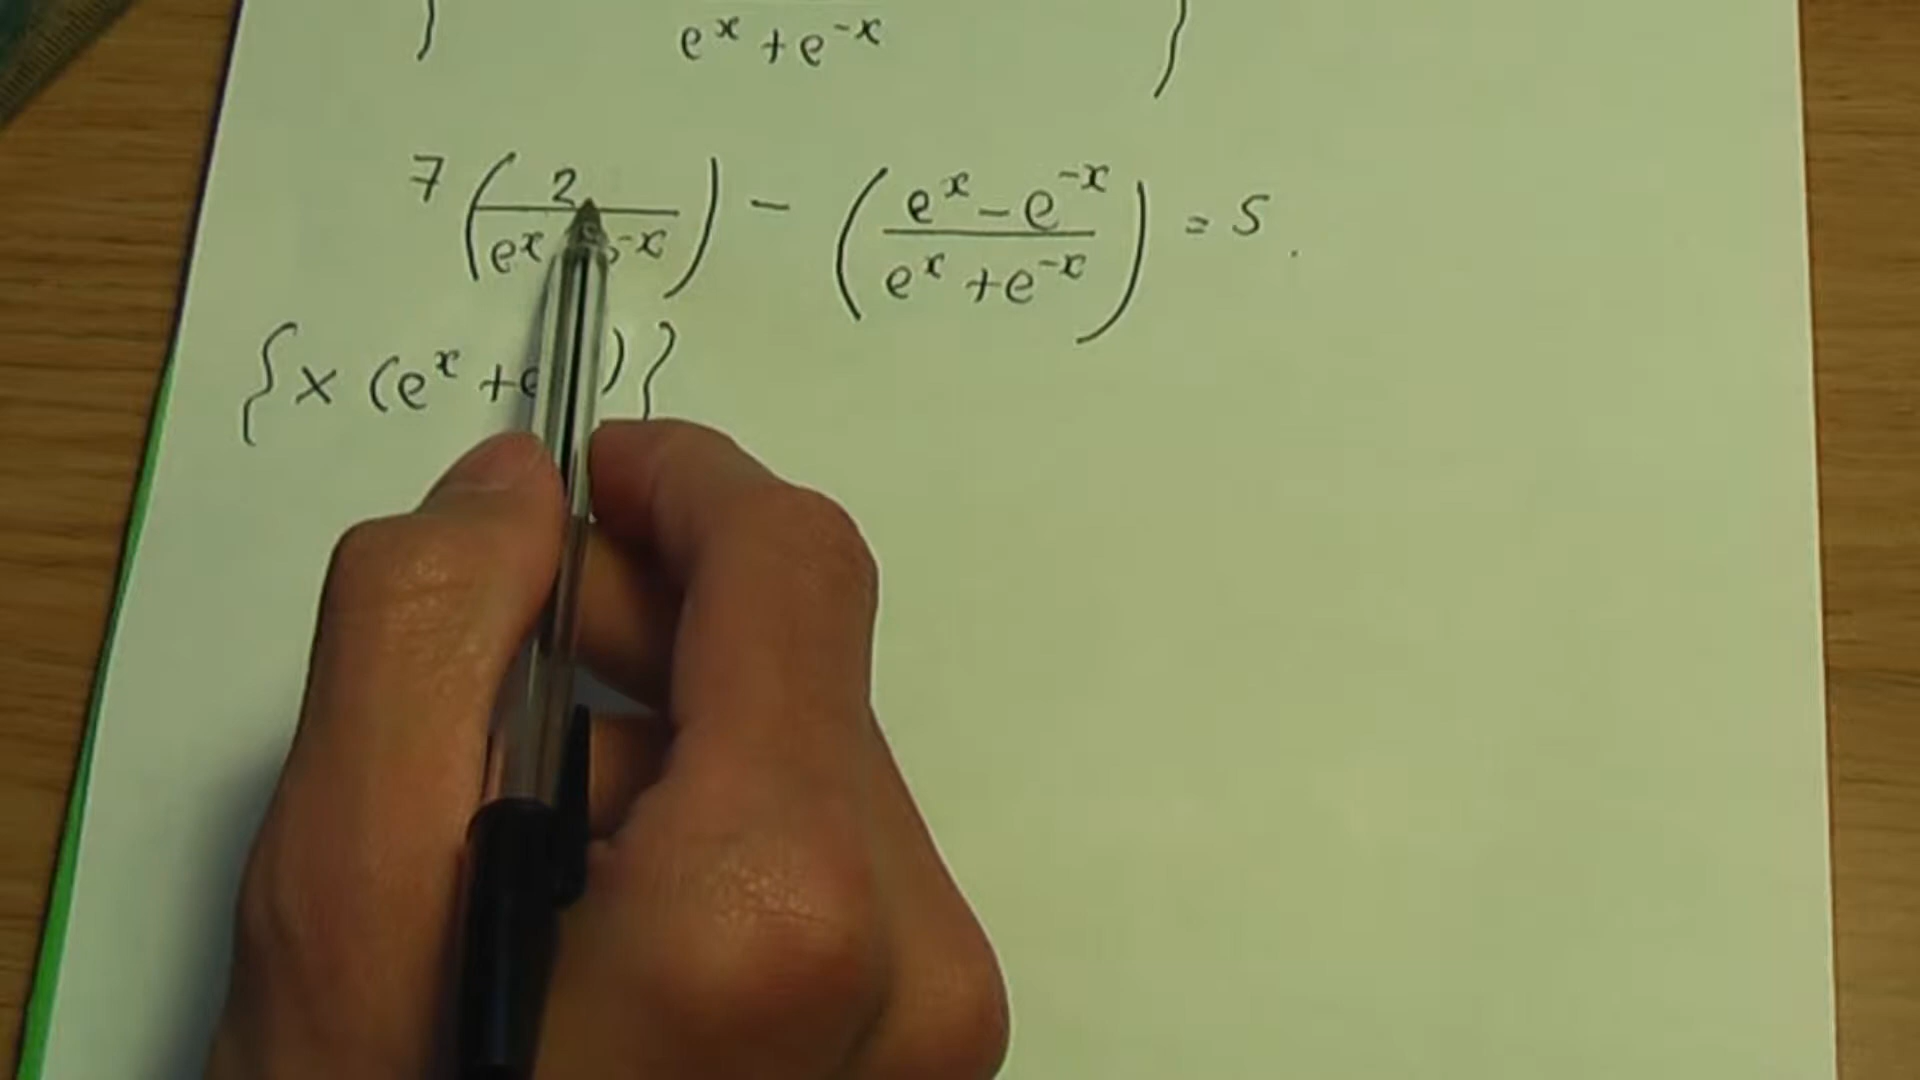 } e^x + e^-x }
7 ( 2 / e^x e^-x ) - ( e^x - e^-x / e^x + e^-x ) = 5 .
{ × ( e^x + e ) }